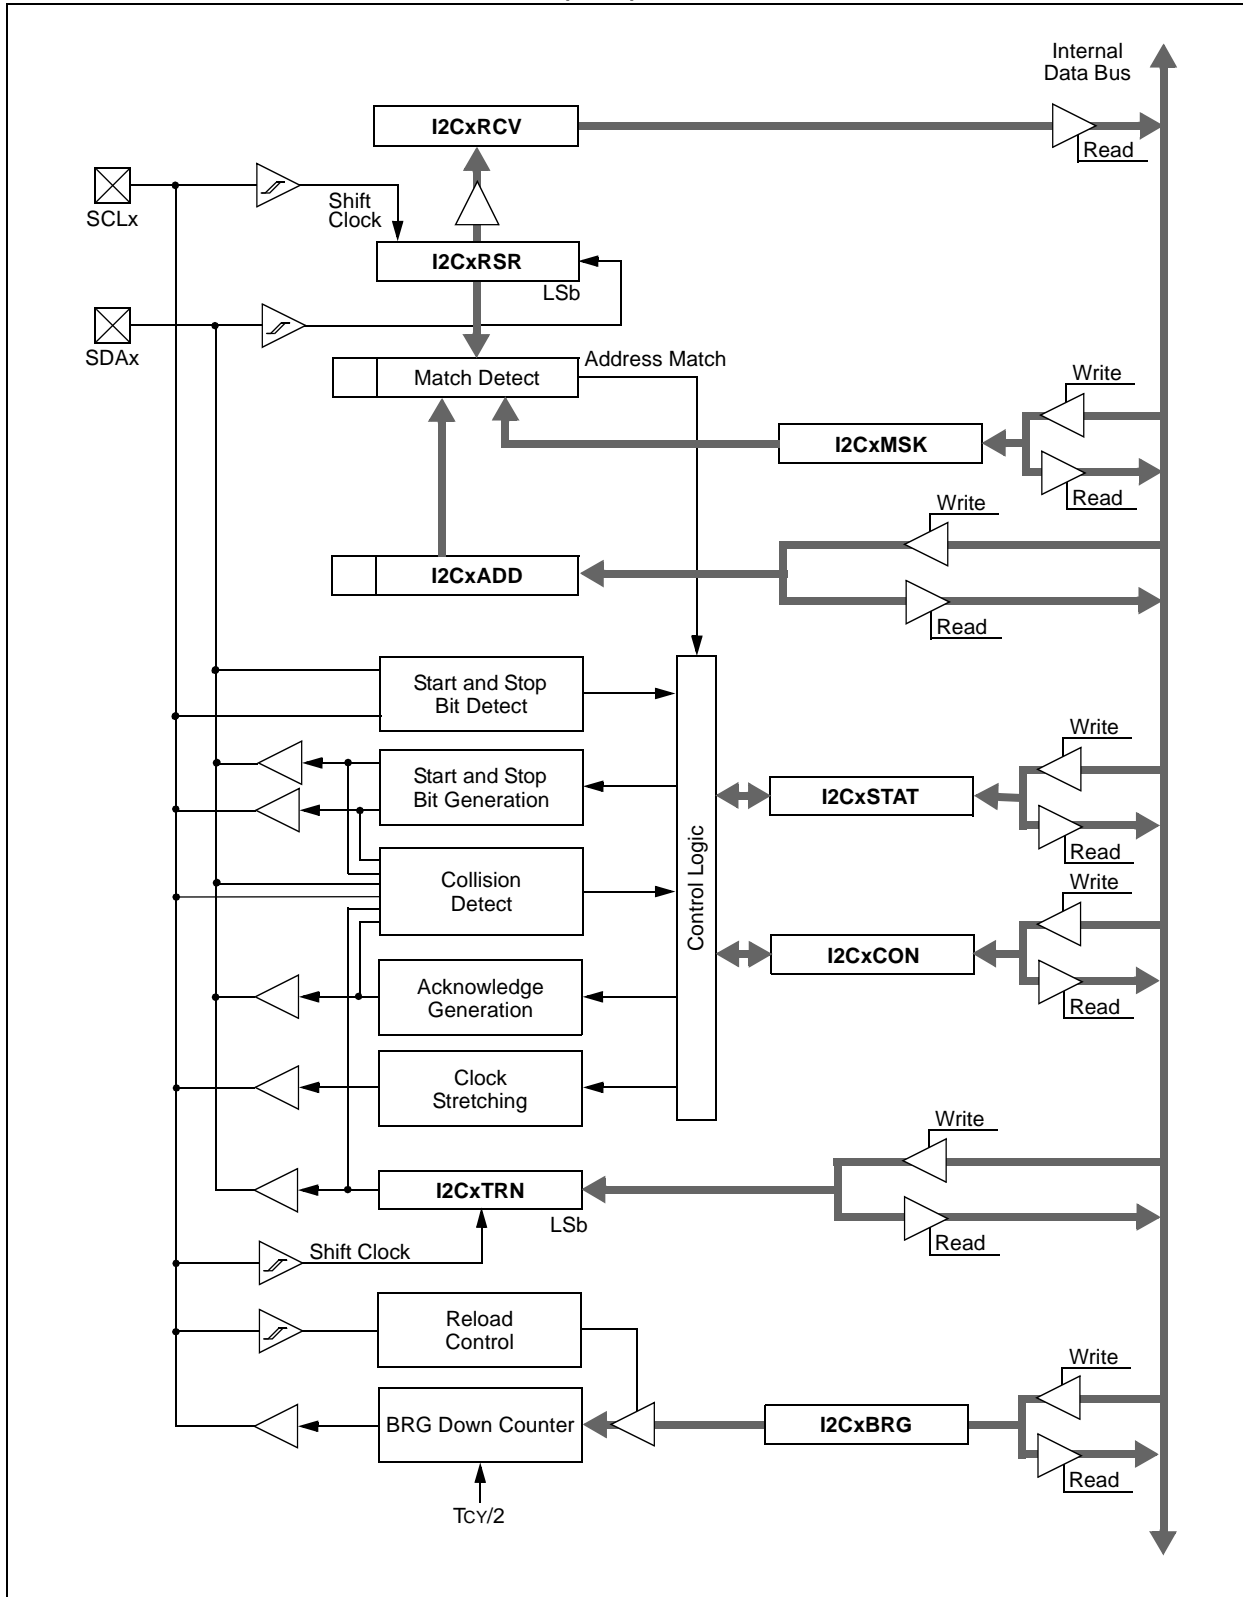 Internal
Data Bus
I2CxRCV
Read
SCLx
Shift
Clock
I2CxRSR
LSb
SDAx
Address Match
Match Detect
Write
I2CxMSK
Read
Write
I2CxADD
Read
Start and Stop
Bit Detect
Write
Start and Stop
Bit Generation
I2CxSTAT
Control Logic
Read
Collision
Detect
Write
I2CxCON
Acknowledge
Generation
Read
Clock
Stretching
Write
I2CxTRN
LSb
Read
Shift Clock
Reload
Control
Write
BRG Down Counter
I2CxBRG
Read
TCY/2